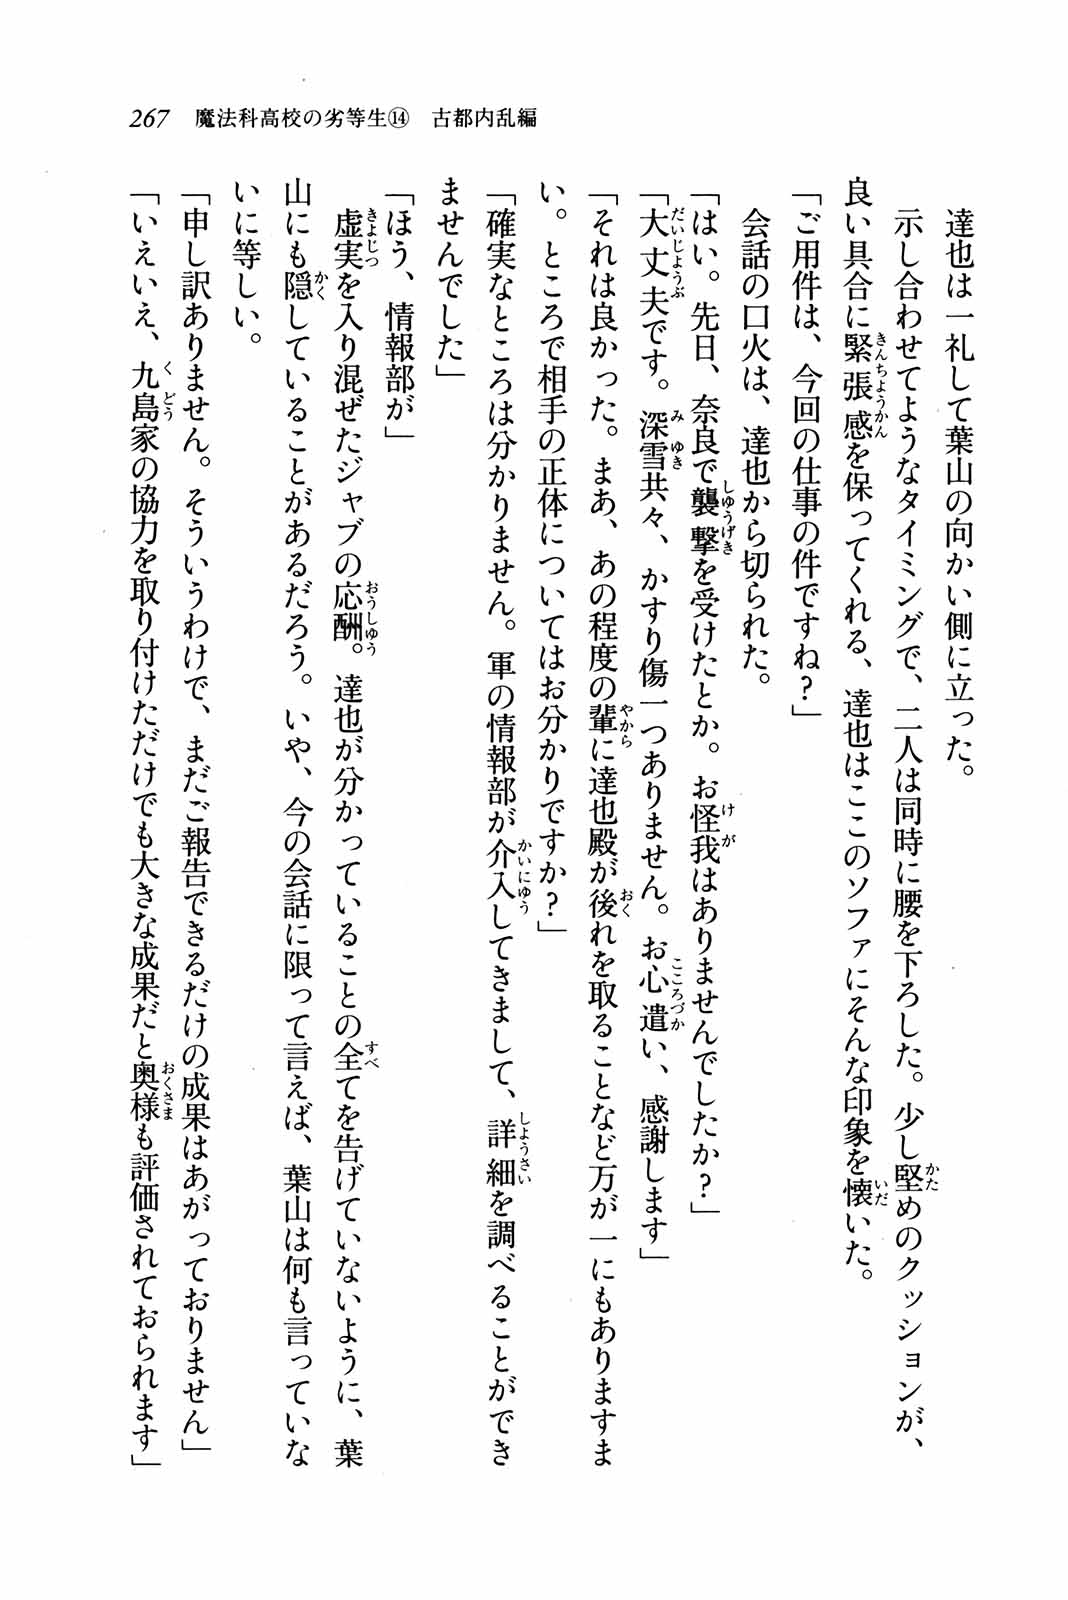 267　魔法科高校の劣等生⑭　古都内乱編
　達也は一礼して葉山の向かい側に立った。
　示し合わせてようなタイミングで、二人は同時に腰を下ろした。少し堅めのクッションが、
良い具合に緊張感を保ってくれる、達也はここのソファにそんな印象を懐いた。
「ご用件は、今回の仕事の件ですね？」
　会話の口火は、達也から切られた。
「はい。先日、奈良で襲撃を受けたとか。お怪我はありませんでしたか？」
「大丈夫です。深雪共々、かすり傷一つありません。お心遣い、感謝します」
「それは良かった。まあ、あの程度の輩に達也殿が後れを取ることなど万が一にもありますま
い。ところで相手の正体についてはお分かりですか？」
「確実なところは分かりません。軍の情報部が介入してきまして、詳細を調べることができ
ませんでした」
「ほう、情報部が」
　虚実を入り混ぜたジャブの応酬。達也が分かっていることの全てを告げていないように、葉
山にも隠していることがあるだろう。いや、今の会話に限って言えば、葉山は何も言っていな
いに等しい。
「申し訳ありません。そういうわけで、まだご報告できるだけの成果はあがっておりません」
「いえいえ、九島家の協力を取り付けただけでも大きな成果だと奥様も評価されておられます」